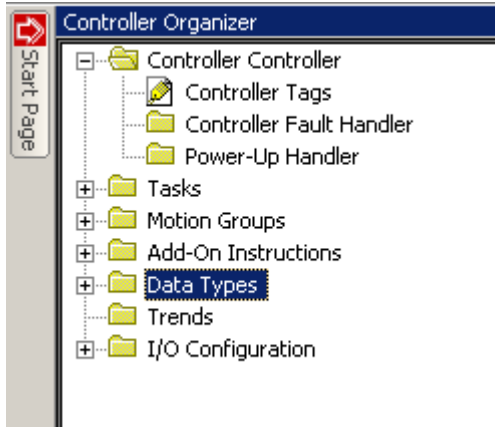 Controller Organizer
Start Page
Controller Controller
Controller Tags
Controller Fault Handler
Power-Up Handler
Tasks
Motion Groups
Add-On Instructions
Data Types
Trends
I/O Configuration